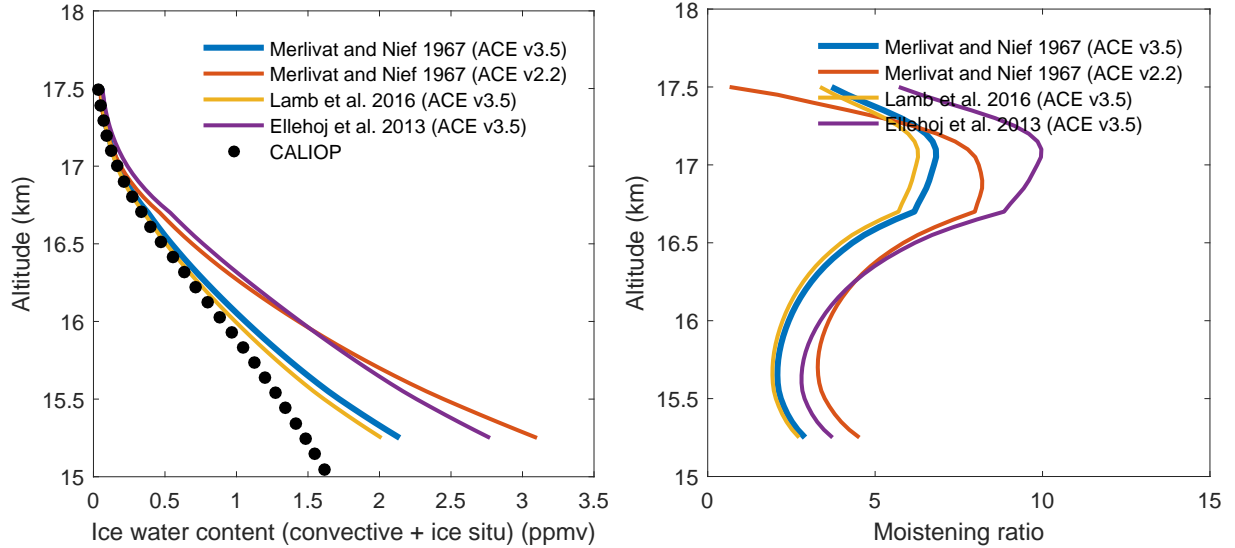 18
17.5
17
16.5
16
15.5
15
Altitude (km)
Merlivat and Nief 1967 (ACE v3.5)
Merlivat and Nief 1967 (ACE v2.2)
Lamb et al. 2016 (ACE v3.5)
Ellehoj et al. 2013 (ACE v3.5)
CALIOP
0 0.5 1 1.5 2 2.5 3 3.5
Ice water content (convective + ice situ) (ppmv)
18
17.5
17
16.5
16
15.5
15
Altitude (km)
Merlivat and Nief 1967 (ACE v3.5)
Merlivat and Nief 1967 (ACE v2.2)
Lamb et al. 2016 (ACE v3.5)
Ellehoj et al. 2013 (ACE v3.5)
0 5 10 15
Moistening ratio